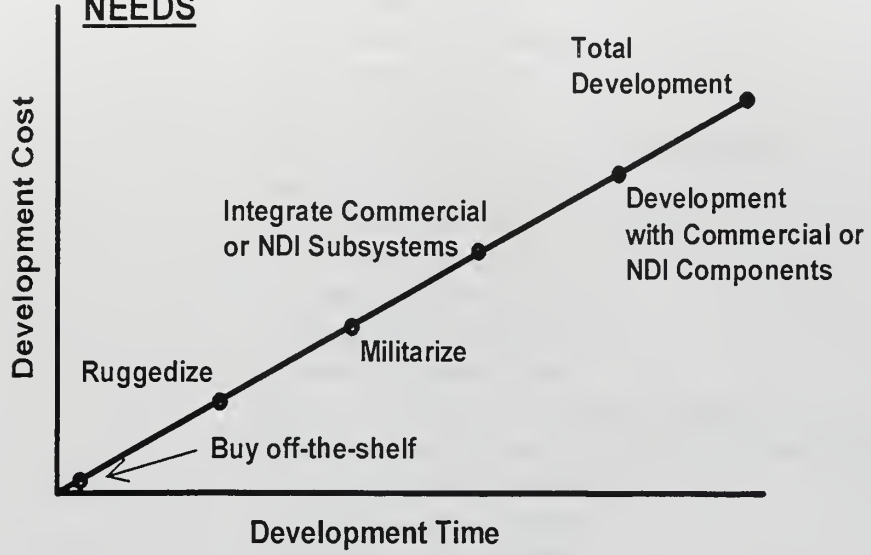 NEEDS
Total
Development
Development Cost
Integrate Commercial
or NDI Subsystems
Development
with Commercial or
NDI Components
Militarize
Ruggedize
Buy off-the-shelf
Development Time